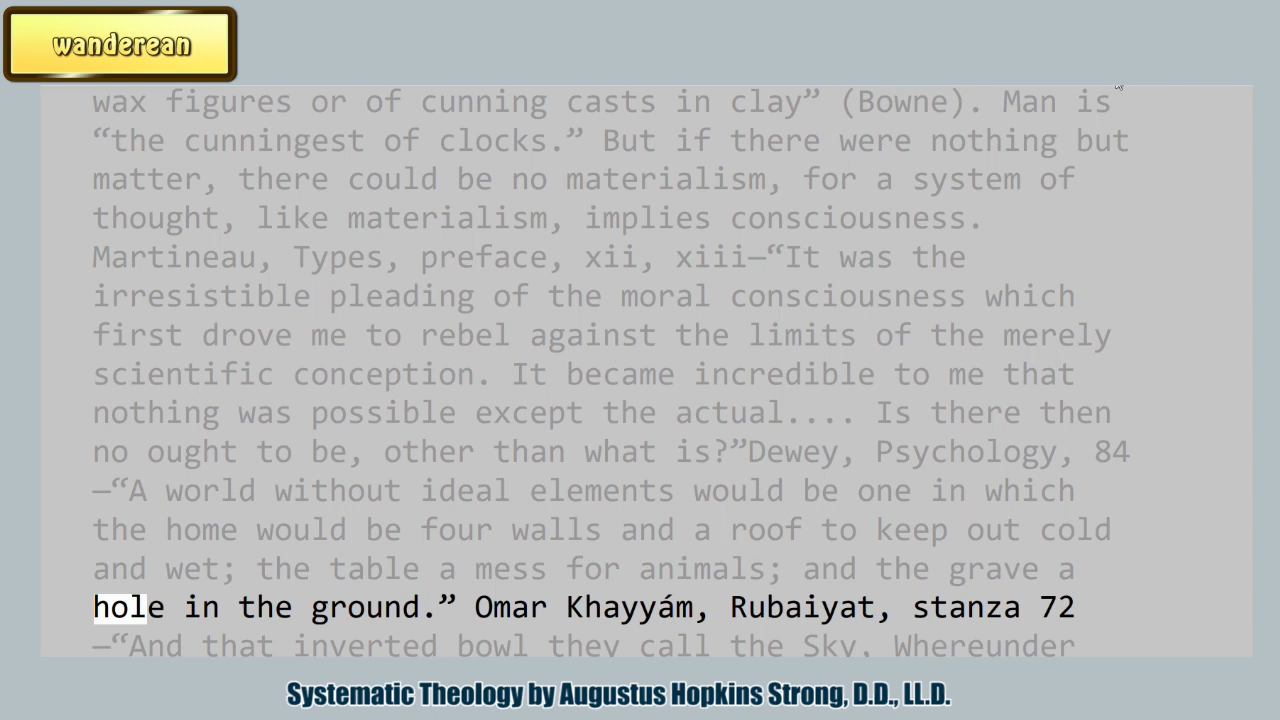 wanderean
wax figures or of cunning casts in clay” (Bowne). Man is
“the cunningest of clocks.” But if there were nothing but
matter, there could be no materialism, for a system of
thought, like materialism, implies consciousness.
Martineau, Types, preface, xii, xiii—“It was the
irresistible pleading of the moral consciousness which
first drove me to rebel against the limits of the merely
scientific conception. It became incredible to me that
nothing was possible except the actual.... Is there then
no ought to be, other than what is?”Dewey, Psychology, 84
—“A world without ideal elements would be one in which
the home would be four walls and a roof to keep out cold
and wet; the table a mess for animals; and the grave a
hole in the ground.” Omar Khayyám, Rubaiyat, stanza 72
—“And that inverted bowl they call the Sky, Whereunder
Systematic Theology by Augustus Hopkins Strong, D.D., LL.D.